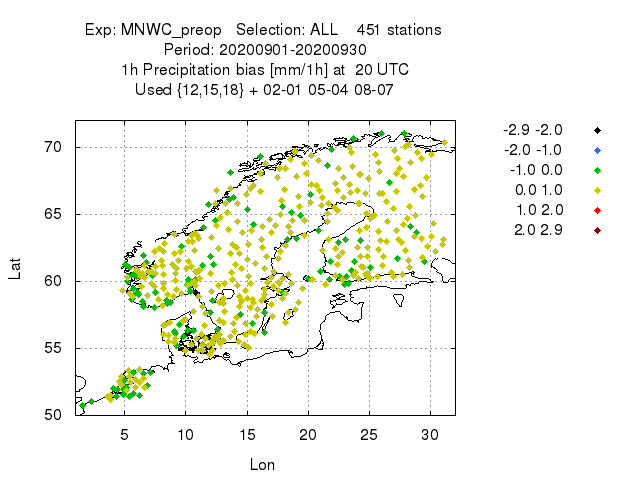 Exp: MNWC_preop   Selection: ALL    451 stations
Period: 20200901-20200930
1h Precipitation bias [mm/1h] at  20 UTC
Used {12,15,18} + 02-01 05-04 08-07
-2.9 -2.0
-2.0 -1.0
-1.0 0.0
0.0 1.0
1.0 2.0
2.0 2.9
70
65
60
55
50
Lat
5 10 15 20 25 30
Lon